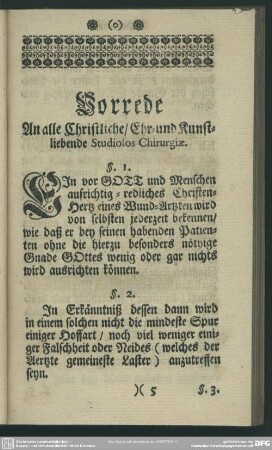 (o)
Vorrede
An alle Christliche/ Ehr- und Kunst-
liebende Studiosos Chirurgiæ.
§. 1.
EIn vor GOTT und Menschen
aufrichtig-redliches Christen-
Hertz eines Wund-Artzten wird
von selbsten jederzeit bekennen/
wie daß er bey seinen habenden Patien-
ten ohne die hierzu besonders nöthige
Gnade GOttes wenig oder gar nichts
wird ausrichten können.
§. 2.
In Erkänntniß dessen dann wird
in einem solchen nicht die mindeste Spur
einiger Hoffart / noch viel weniger eini-
ger Falschheit oder Neides ( welches der
Aertzte gemeineste Laster ) anzutreffen
seyn.
)( 5 §. 3.
DFG